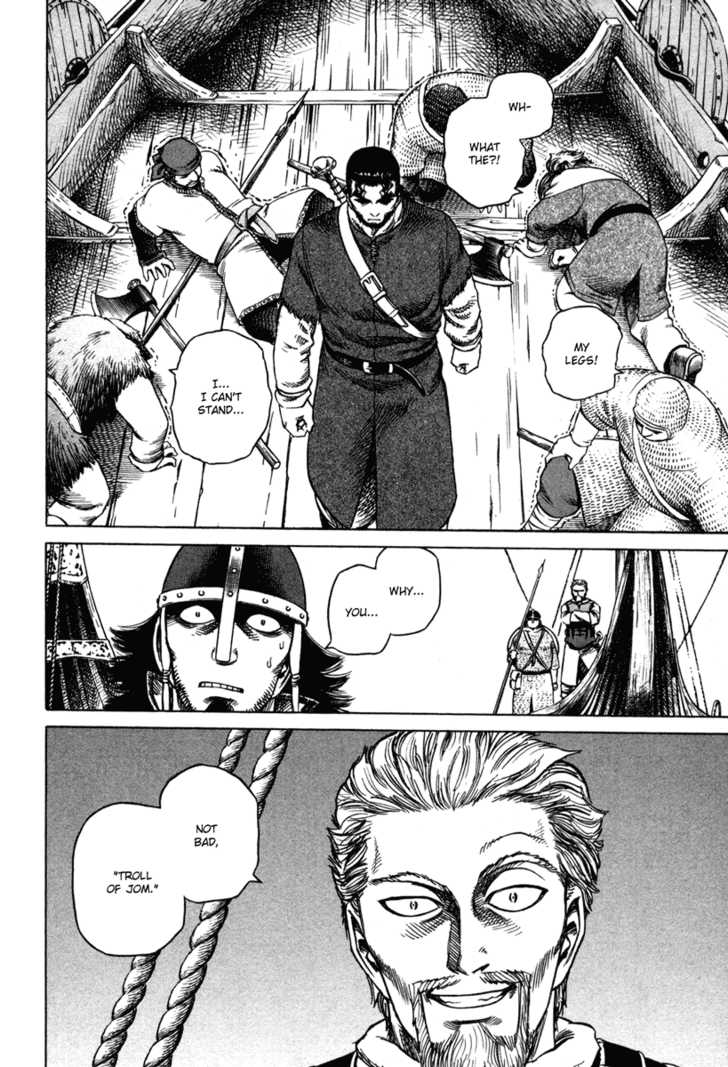 WH-
WHAT
THE?!
MY
LEGS!
I...
I CAN'T
STAND...
WHY...
YOU...
NOT
BAD,
"TROLL
OF JOM."